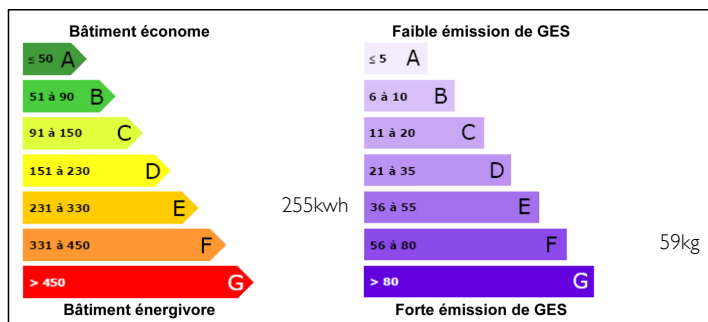 Bâtiment économe
≤ 50 A
51 à 90 B
91 à 150 C
151 à 230 D
231 à 330 E
255kwh
331 à 450 F
> 450 G
Bâtiment énergivore
Faible émission de GES
≤ 5 A
6 à 10 B
11 à 20 C
21 à 35 D
36 à 55 E
56 à 80 F
59kg
> 80 G
Forte émission de GES